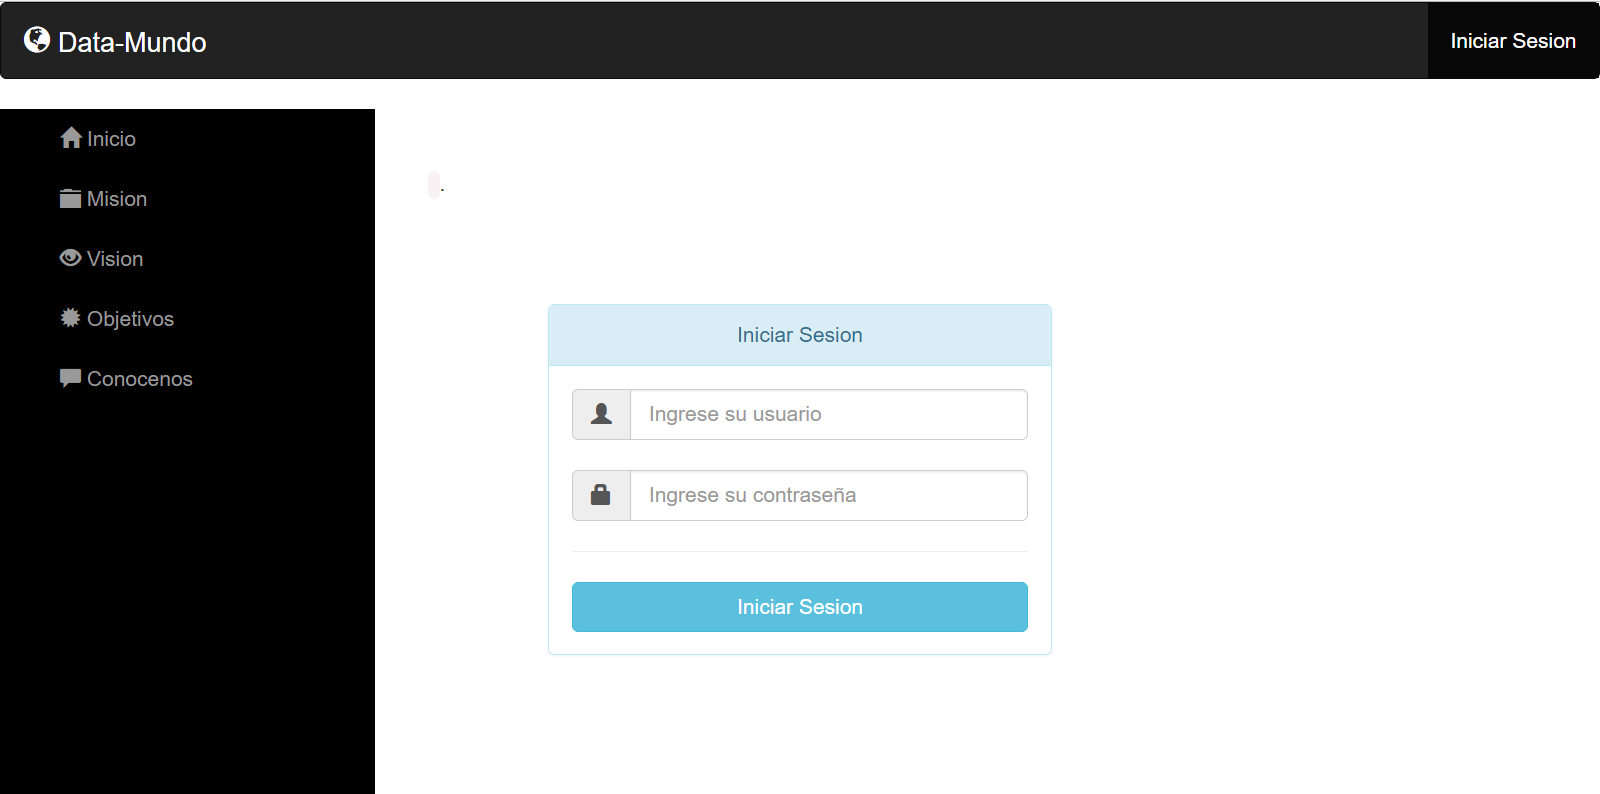 Data-Mundo
Iniciar Sesion
Inicio
Mision
Vision
Objetivos
Conocenos
.
Iniciar Sesion
Ingrese su usuario
Ingrese su contraseña
Iniciar Sesion